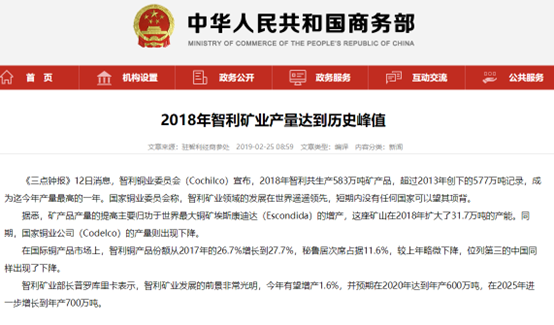 中华人民共和国商务部
MINISTRY OF COMMERCE OF THE PEOPLE'S REPUBLIC OF CHINA
首 页 机构设置 政务公开 政务服务 互动交流 公共服务
2018年智利矿业产量达到历史峰值
文章来源：驻智利经商参处 2019-02-25 08:59 文章类型：编译 内容分类：新闻
《三点钟报》12日消息，智利铜业委员会（Cochilco）宣布，2018年智利共生产583万吨矿产品，超过2013年创下的577万吨记录，成
为迄今年产量最高的一年。国家铜业委员会称，智利矿业领域的发展在世界遥遥领先，短期内没有任何国家可以望其项背。
据悉，矿产品产量的提高主要归功于世界最大铜矿埃斯康迪达（Escondida）的增产，这座矿山在2018年扩大了31.7万吨的产能。同
期，国家铜业公司（Codelco）的产量则出现下降。
在国际铜产品市场上，智利铜产品份额从2017年的26.7%增长到27.7%，秘鲁居次席占据11.6%，较上年略微下降，位列第三的中国同
样出现了下降。
智利矿业部长普罗库里卡表示，智利矿业发展的前景非常光明，今年有望增产1.6%，并预期在2020年达到年产600万吨，在2025年进
一步增长到年产700万吨。